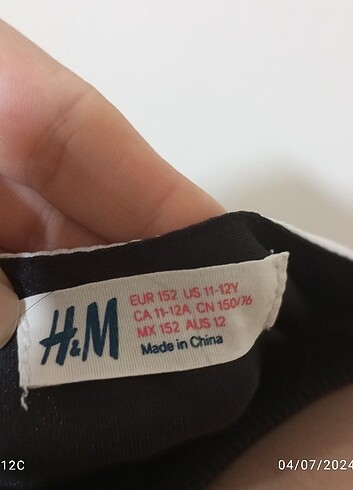 H&M
EUR 152 US 11-12Y
CA 11-12A CN 150/76
MX 152 AUS 12
Made in China
12C
04/07/2024